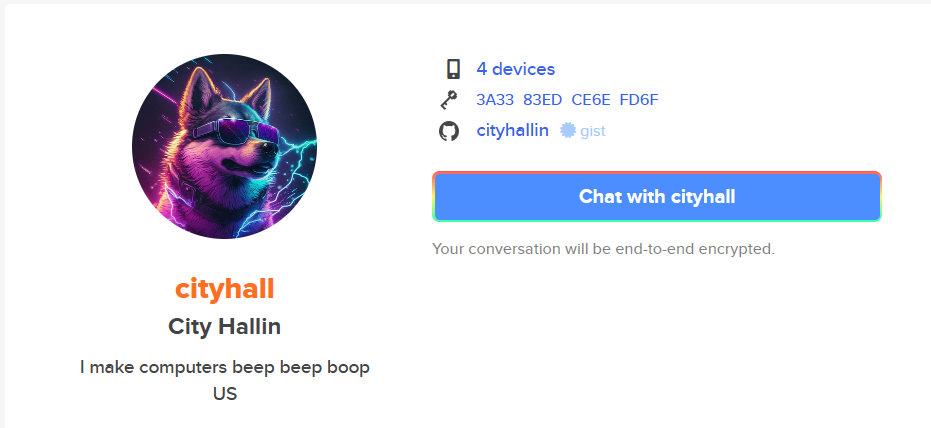 cityhall
City Hallin
I make computers beep beep boop
US
4 devices
3A33 83ED CE6E FD6F
cityhallin gist
Chat with cityhall
Your conversation will be end-to-end encrypted.